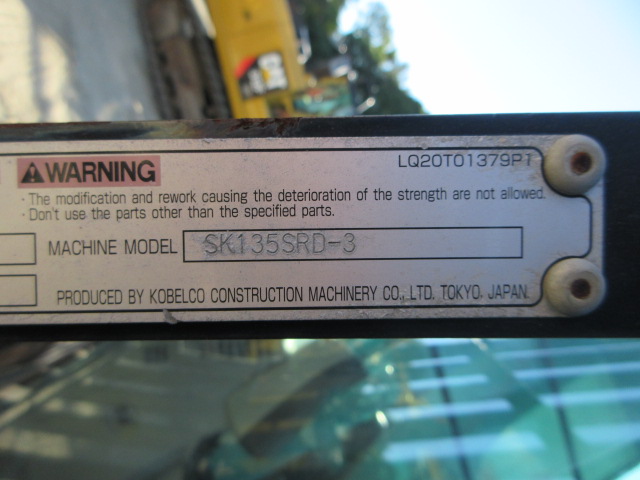 ⚠WARNING
LQ20T01379P1
· The modification and rework causing the deterioration of the strength are not allowed.
· Don't use the parts other than the specified parts.
MACHINE MODEL SK135SRD-3
PRODUCED BY KOBELCO CONSTRUCTION MACHINERY CO., LTD. TOKYO, JAPAN.